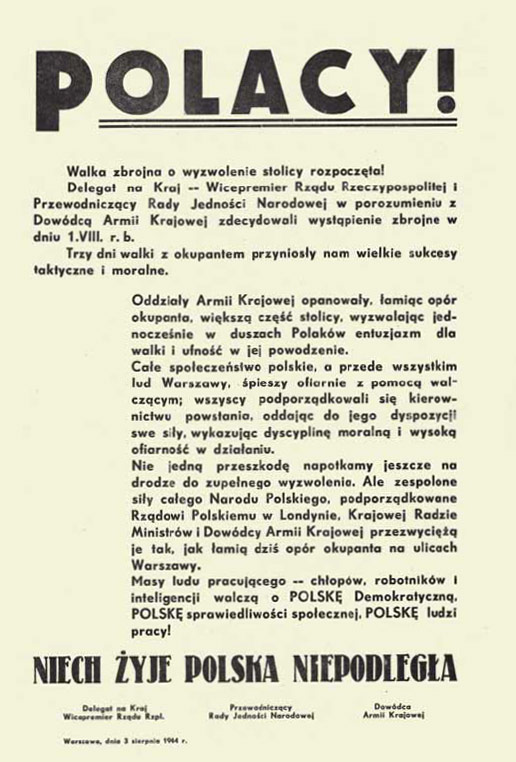 POLACY!
Walka zbrojna o wyzwolenie stolicy rozpoczęta!
Delegat na Kraj -- Wicepremier Rządu Rzeczypospolitej i
Przewodniczący Rady Jedności Narodowej w porozumieniu z
Dowódcą Armii Krajowej zdecydowali wystąpienie zbrojne w
dniu 1.VIII. r. b.
Trzy dni walki z okupantem przyniosły nam wielkie sukcesy
taktyczne i moralne.
Oddziały Armii Krajowej opanowały, łamiąc opór
okupanta, większą część stolicy, wyzwalając jed-
nocześnie w duszach Polaków entuzjazm dla
walki i ufność w jej powodzenie.
Całe społeczeństwo polskie, a przede wszystkim
lud Warszawy, śpieszy ofiarnie z pomocą wal-
czącym; wszyscy podporządkowali się kierow-
nictwu powstania, oddając do jego dyspozycji
swe siły, wykazując dyscyplinę moralną i wysoką
ofiarność w działaniu.
Nie jedną przeszkodę napotkamy jeszcze na
drodze do zupełnego wyzwolenia. Ale zespolone
siły całego Narodu Polskiego, podporządkowane
Rządowi Polskiemu w Londynie, Krajowej Radzie
Ministrów i Dowódcy Armii Krajowej przezwyciężą
je tak, jak łamią dziś opór okupanta na ulicach
Warszawy.
Masy ludu pracującego -- chłopów, robotników i
inteligencji walczą o POLSKĘ Demokratyczną,
POLSKĘ sprawiedliwości społecznej, POLSKĘ ludzi
pracy!
NIECH ŻYJE POLSKA NIEPODLEGŁA
Delegat na Kraj
Wicepremier Rządu Rzpl.
Przewodniczący
Rady Jedności Narodowej
Dowódca
Armii Krajowej
Warszawa, dnia 3 sierpnia 1944 r.